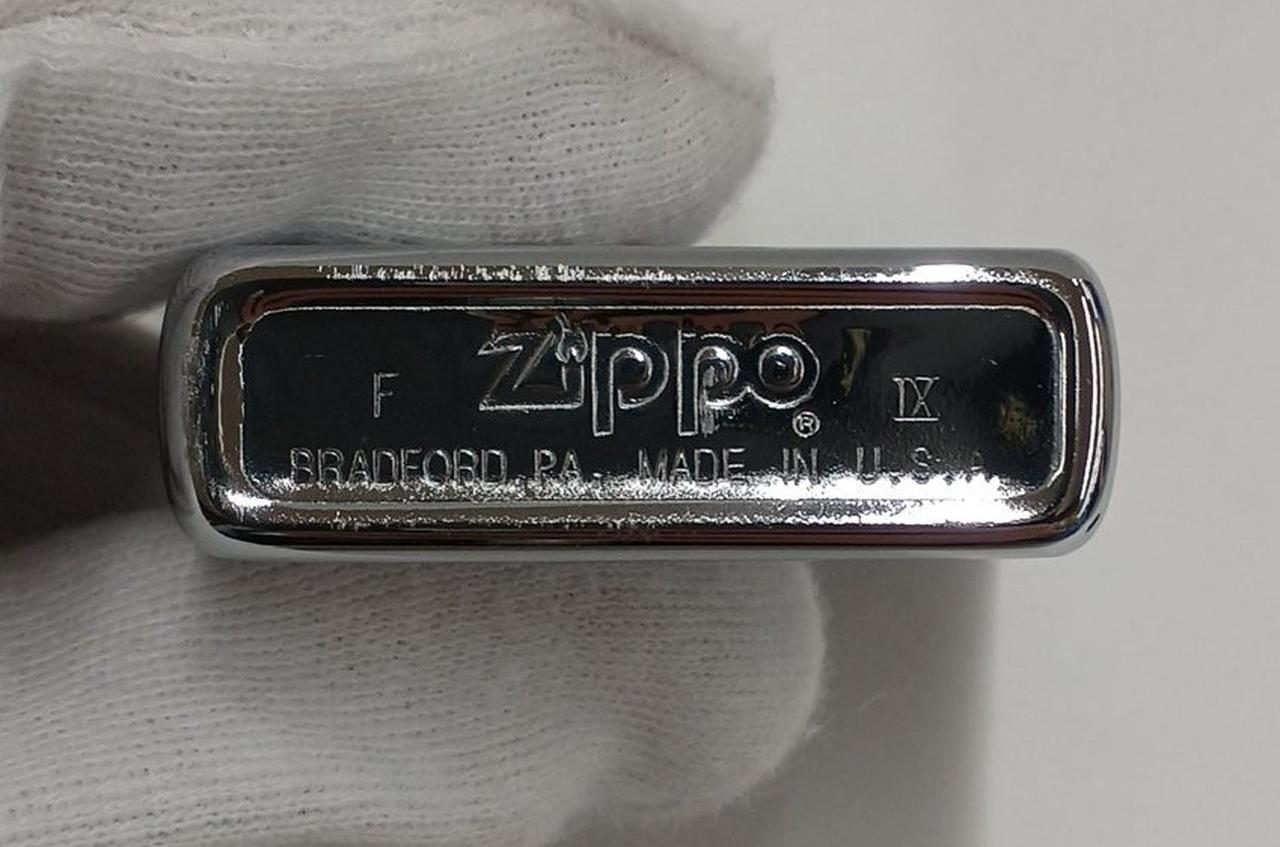 F Zippo® IX
BRADFORD, PA. MADE IN U.S.A.